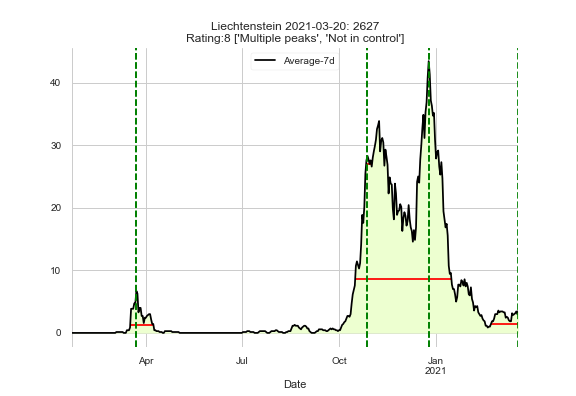 Liechtenstein 2021-03-20: 2627
Rating:8 ['Multiple peaks', 'Not in control']
Average-7d
40
30
20
10
0
Apr
Jul
Oct
Jan
2021
Date